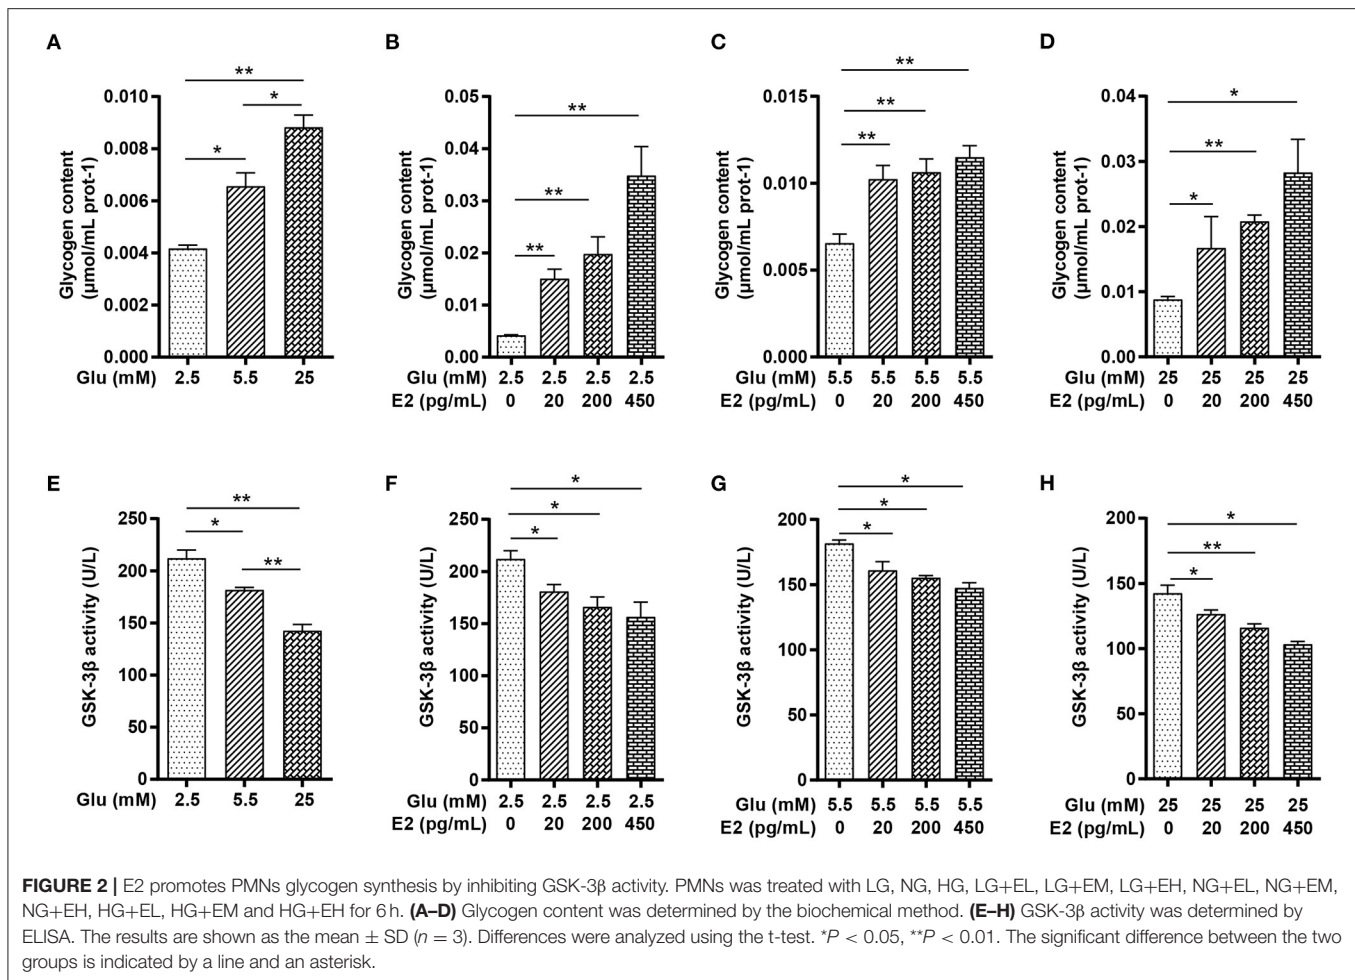 A
Glycogen content
(µmol/mL prot-1)
0.010
0.008
0.006
0.004
0.002
0.000
**
*
*
Glu (mM) 2.5 5.5 25
B
Glycogen content
(µmol/mL prot-1)
0.05
0.04
0.03
0.02
0.01
0.00
**
**
**
Glu (mM) 2.5 2.5 2.5 2.5
E2 (pg/mL) 0 20 200 450
C
Glycogen content
(µmol/mL prot-1)
0.015
0.010
0.005
0.000
**
**
**
Glu (mM) 5.5 5.5 5.5 5.5
E2 (pg/mL) 0 20 200 450
D
Glycogen content
(µmol/mL prot-1)
0.04
0.03
0.02
0.01
0.00
*
**
*
Glu (mM) 25 25 25 25
E2 (pg/mL) 0 20 200 450
E
GSK-3β activity (U/L)
250
200
150
100
50
0
**
*
**
Glu (mM) 2.5 5.5 25
F
GSK-3β activity (U/L)
250
200
150
100
50
0
*
*
*
Glu (mM) 2.5 2.5 2.5 2.5
E2 (pg/mL) 0 20 200 450
G
GSK-3β activity (U/L)
200
150
100
50
0
*
*
*
Glu (mM) 5.5 5.5 5.5 5.5
E2 (pg/mL) 0 20 200 450
H
GSK-3β activity (U/L)
200
150
100
50
0
*
**
*
Glu (mM) 25 25 25 25
E2 (pg/mL) 0 20 200 450
FIGURE 2 | E2 promotes PMNs glycogen synthesis by inhibiting GSK-3β activity. PMNs was treated with LG, NG, HG, LG+EL, LG+EM, LG+EH, NG+EL, NG+EM,
NG+EH, HG+EL, HG+EM and HG+EH for 6 h. (A–D) Glycogen content was determined by the biochemical method. (E–H) GSK-3β activity was determined by
ELISA. The results are shown as the mean ± SD (n = 3). Differences were analyzed using the t-test. *P < 0.05, **P < 0.01. The significant difference between the two
groups is indicated by a line and an asterisk.